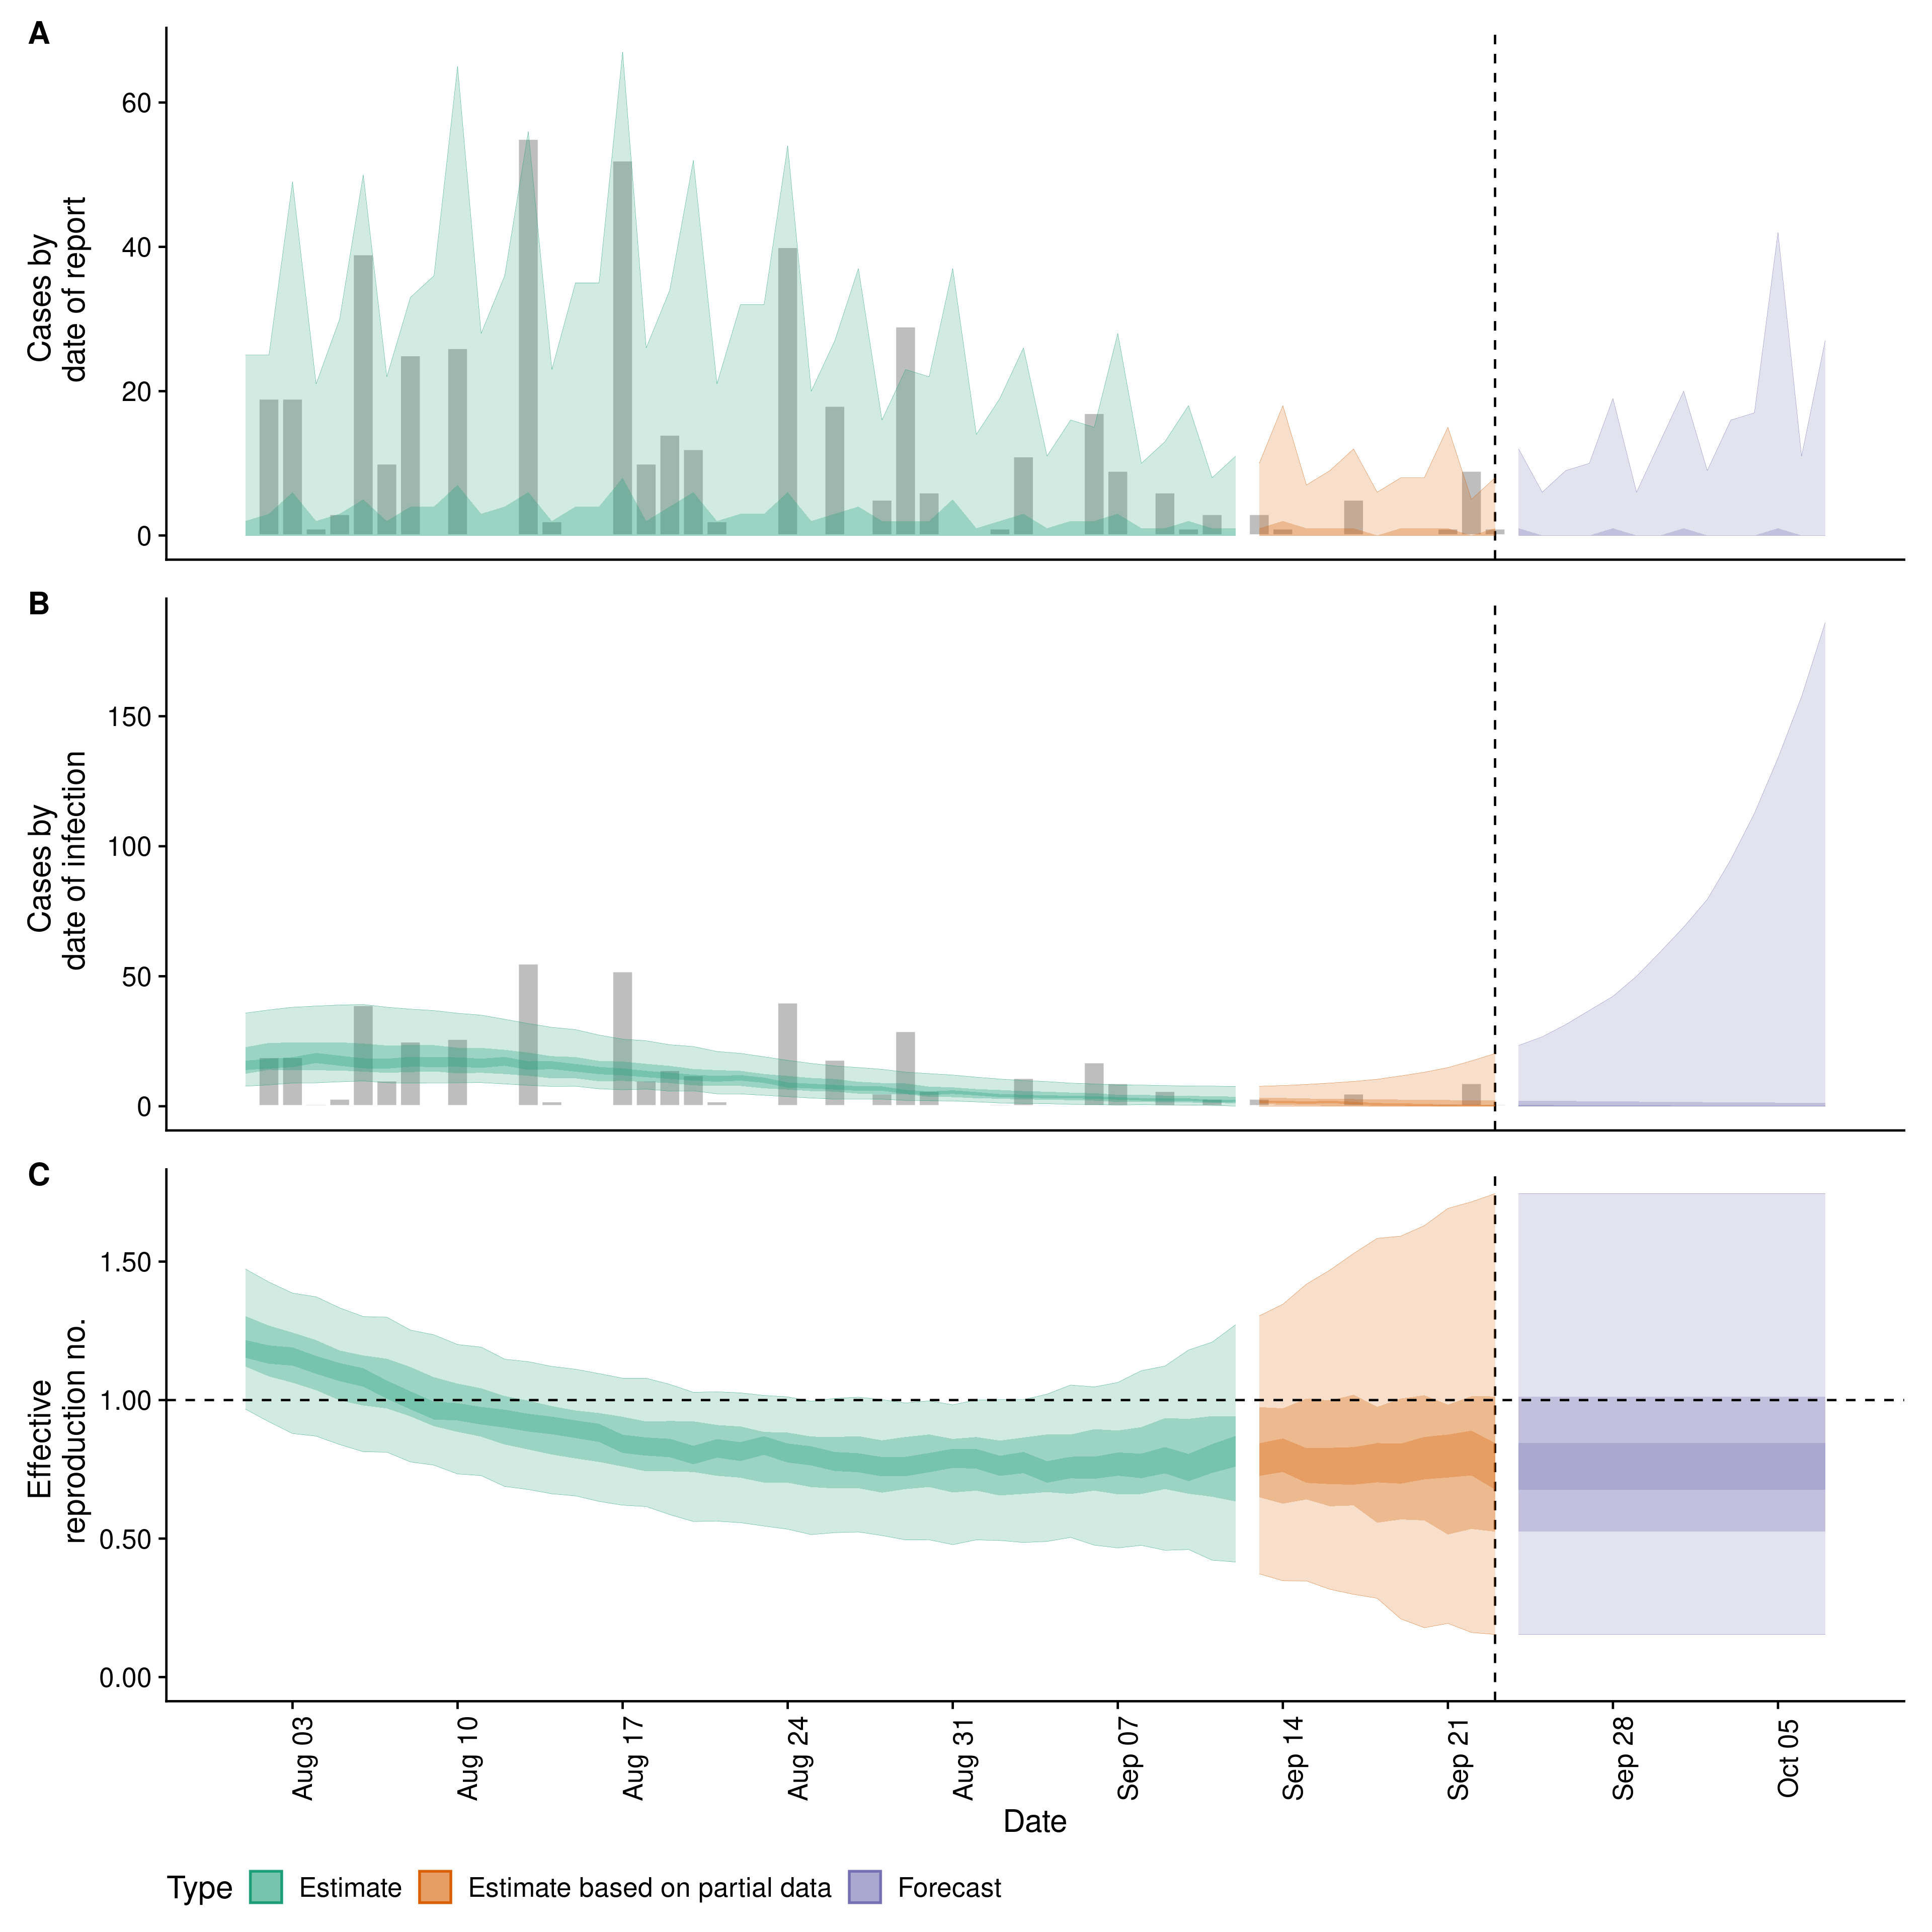 A
Cases by
date of report
60
40
20
0
B
Cases by
date of infection
150
100
50
0
C
Effective
reproduction no.
1.50
1.00
0.50
0.00
Aug 03
Aug 10
Aug 17
Aug 24
Aug 31
Sep 07
Sep 14
Sep 21
Sep 28
Oct 05
Date
Type Estimate Estimate based on partial data Forecast